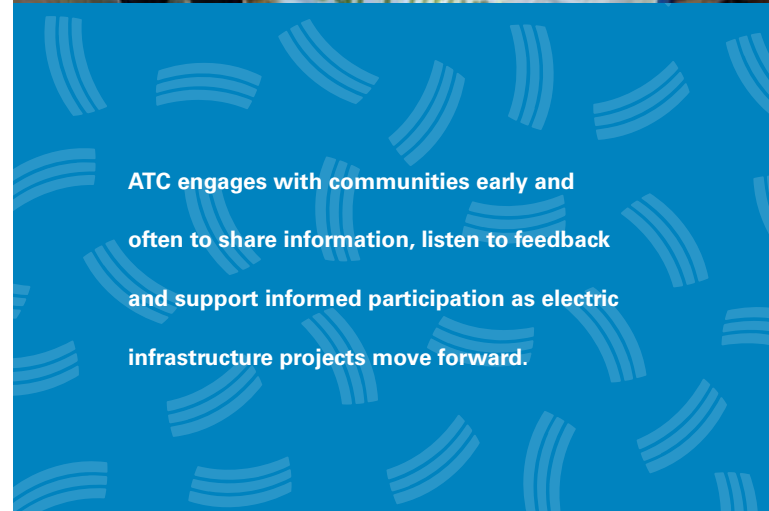 ATC engages with communities early and
often to share information, listen to feedback
and support informed participation as electric
infrastructure projects move forward.